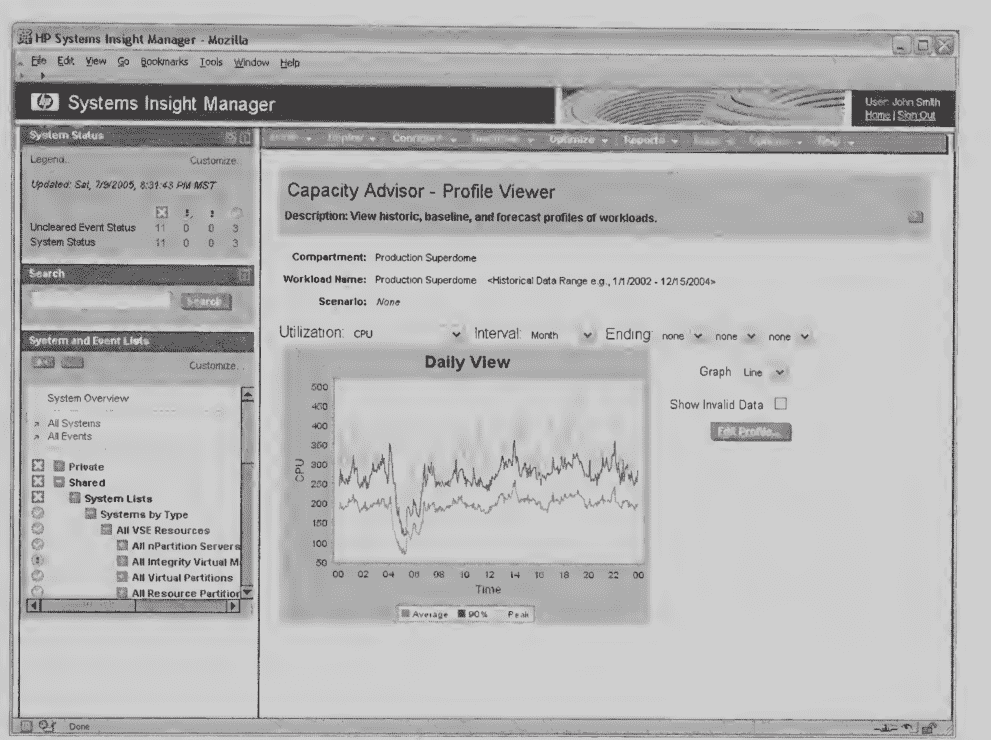 HP Systems Insight Manager - Mozilla
File Edit View Go Bookmarks Tools Window Help
Systems Insight Manager
User: John Smith
Home | Sign Out
System Status
Legend...
Customize...
Updated: Sat, 7/9/2005, 8:31:43 PM MST
Uncleared Event Status 11 0 0 3
System Status 11 0 0 3
Search
Search
System and Event Lists
Customize...
System Overview
All Systems
All Events
Private
Shared
System Lists
Systems by Type
All VSE Resources
All nPartition Servers
All Integrity Virtual M
All Virtual Partitions
All Resource Partition
Optimize Reports
Capacity Advisor - Profile Viewer
Description: View historic, baseline, and forecast profiles of workloads.
Compartment: Production Superdome
Workload Name: Production Superdome <Historical Data Range e.g., 1/1/2002 - 12/15/2004>
Scenario: None
Utilization: CPU Interval: Month Ending: none none none
Daily View
Graph Line
Show Invalid Data
Edit Profile...
CPU
500
450
400
350
300
250
200
150
100
50
00 02 04 06 08 10 12 14 16 18 20 22 00
Time
Average 90% Peak
Done